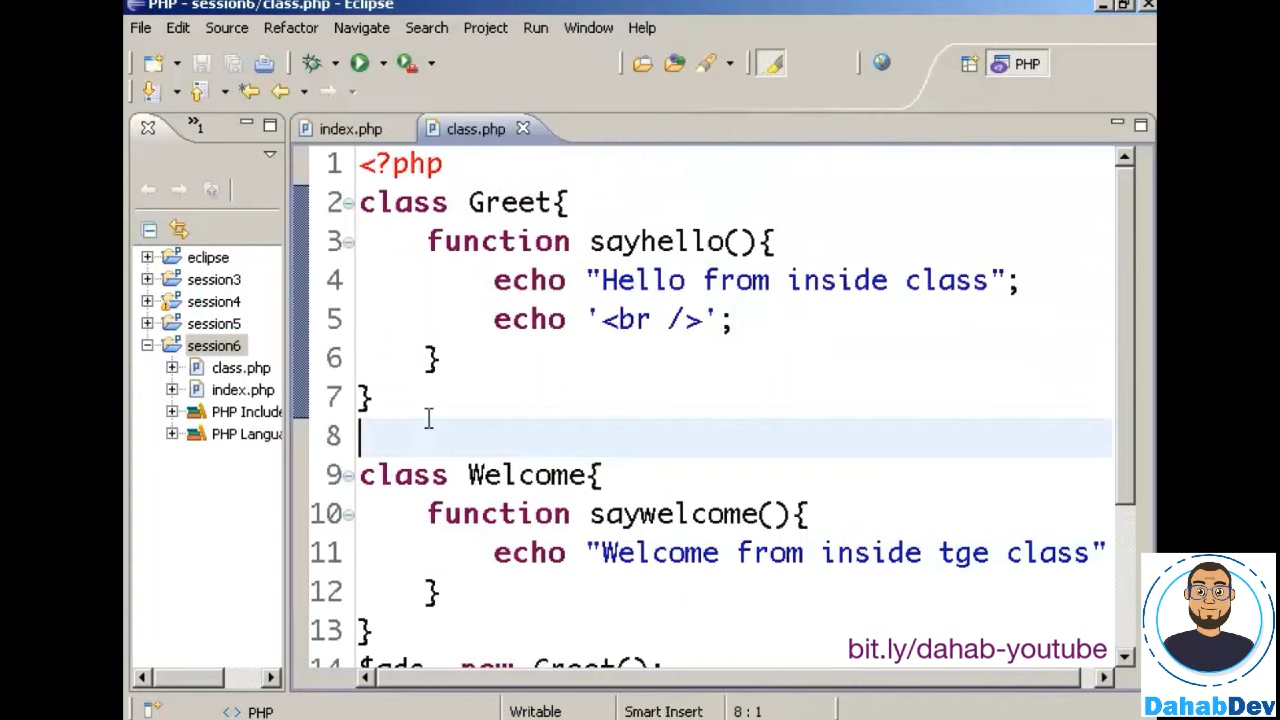 PHP - session6/class.php - Eclipse
File Edit Source Refactor Navigate Search Project Run Window Help
PHP
1
index.php class.php
1 <?php
2 class Greet{
3 function sayhello(){
4 echo "Hello from inside class";
5 echo '<br />';
6 }
7 }
8
9 class Welcome{
10 function saywelcome(){
11 echo "Welcome from inside tge class"
12 }
13 }
14 new Greet();
eclipse
session3
session4
session5
session6
class.php
index.php
PHP Include
PHP Langua
bit.ly/dahab-youtube
DahabDev
PHP Writable Smart Insert 8 : 1